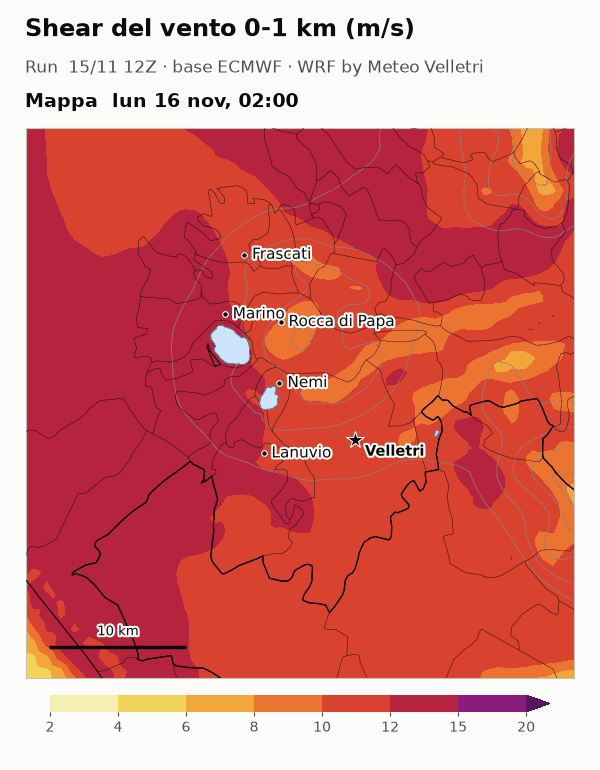 Shear del vento 0-1 km (m/s)
Run  15/11 12Z · base ECMWF · WRF by Meteo Velletri
Mappa  lun 16 nov, 02:00
Frascati
Marino
Rocca di Papa
Nemi
Velletri
Lanuvio
10 km
2 4 6 8 10 12 15 20